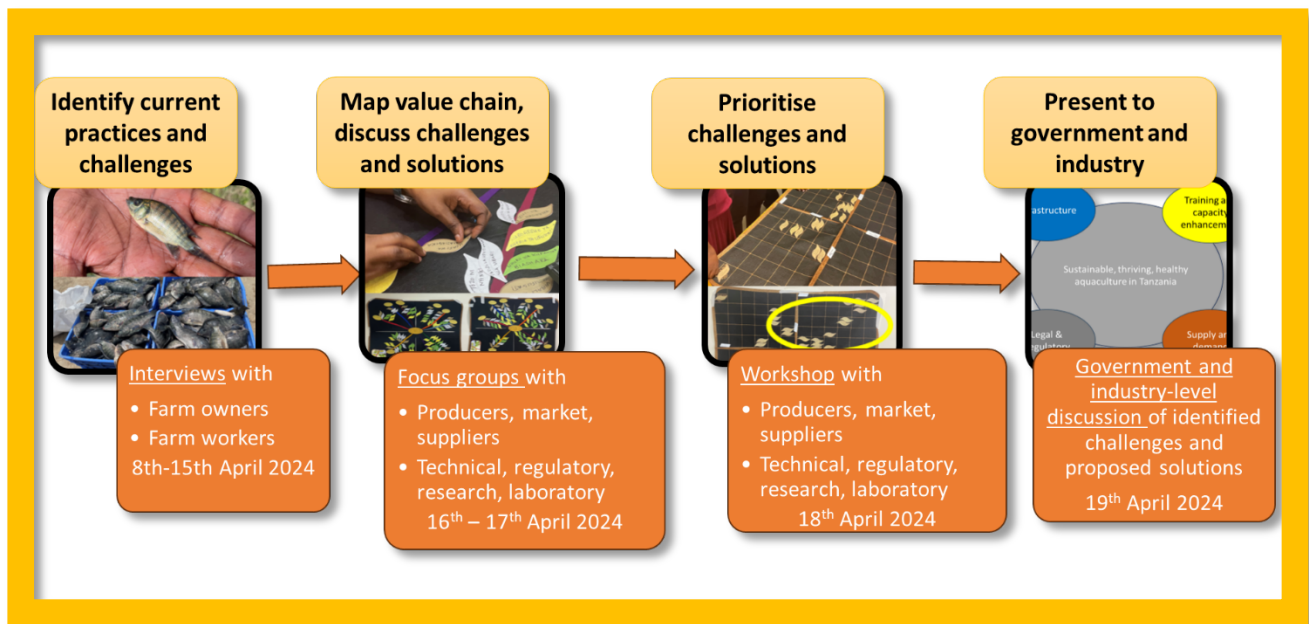 Identify current
practices and
challenges
Map value chain,
discuss challenges
and solutions
Prioritise
challenges and
solutions
Present to
government and
industry
astructure
Training a
capacity
enhancem
Sustainable, thriving, healthy
aquaculture in Tanzania
Legal &
gulatory
Supply an
deman
Interviews with
• Farm owners
• Farm workers
8th-15th April 2024
Focus groups with
• Producers, market,
suppliers
• Technical, regulatory,
research, laboratory
16th – 17th April 2024
Workshop with
• Producers, market,
suppliers
• Technical, regulatory,
research, laboratory
18th April 2024
Government and
industry-level
discussion of identified
challenges and
proposed solutions
19th April 2024